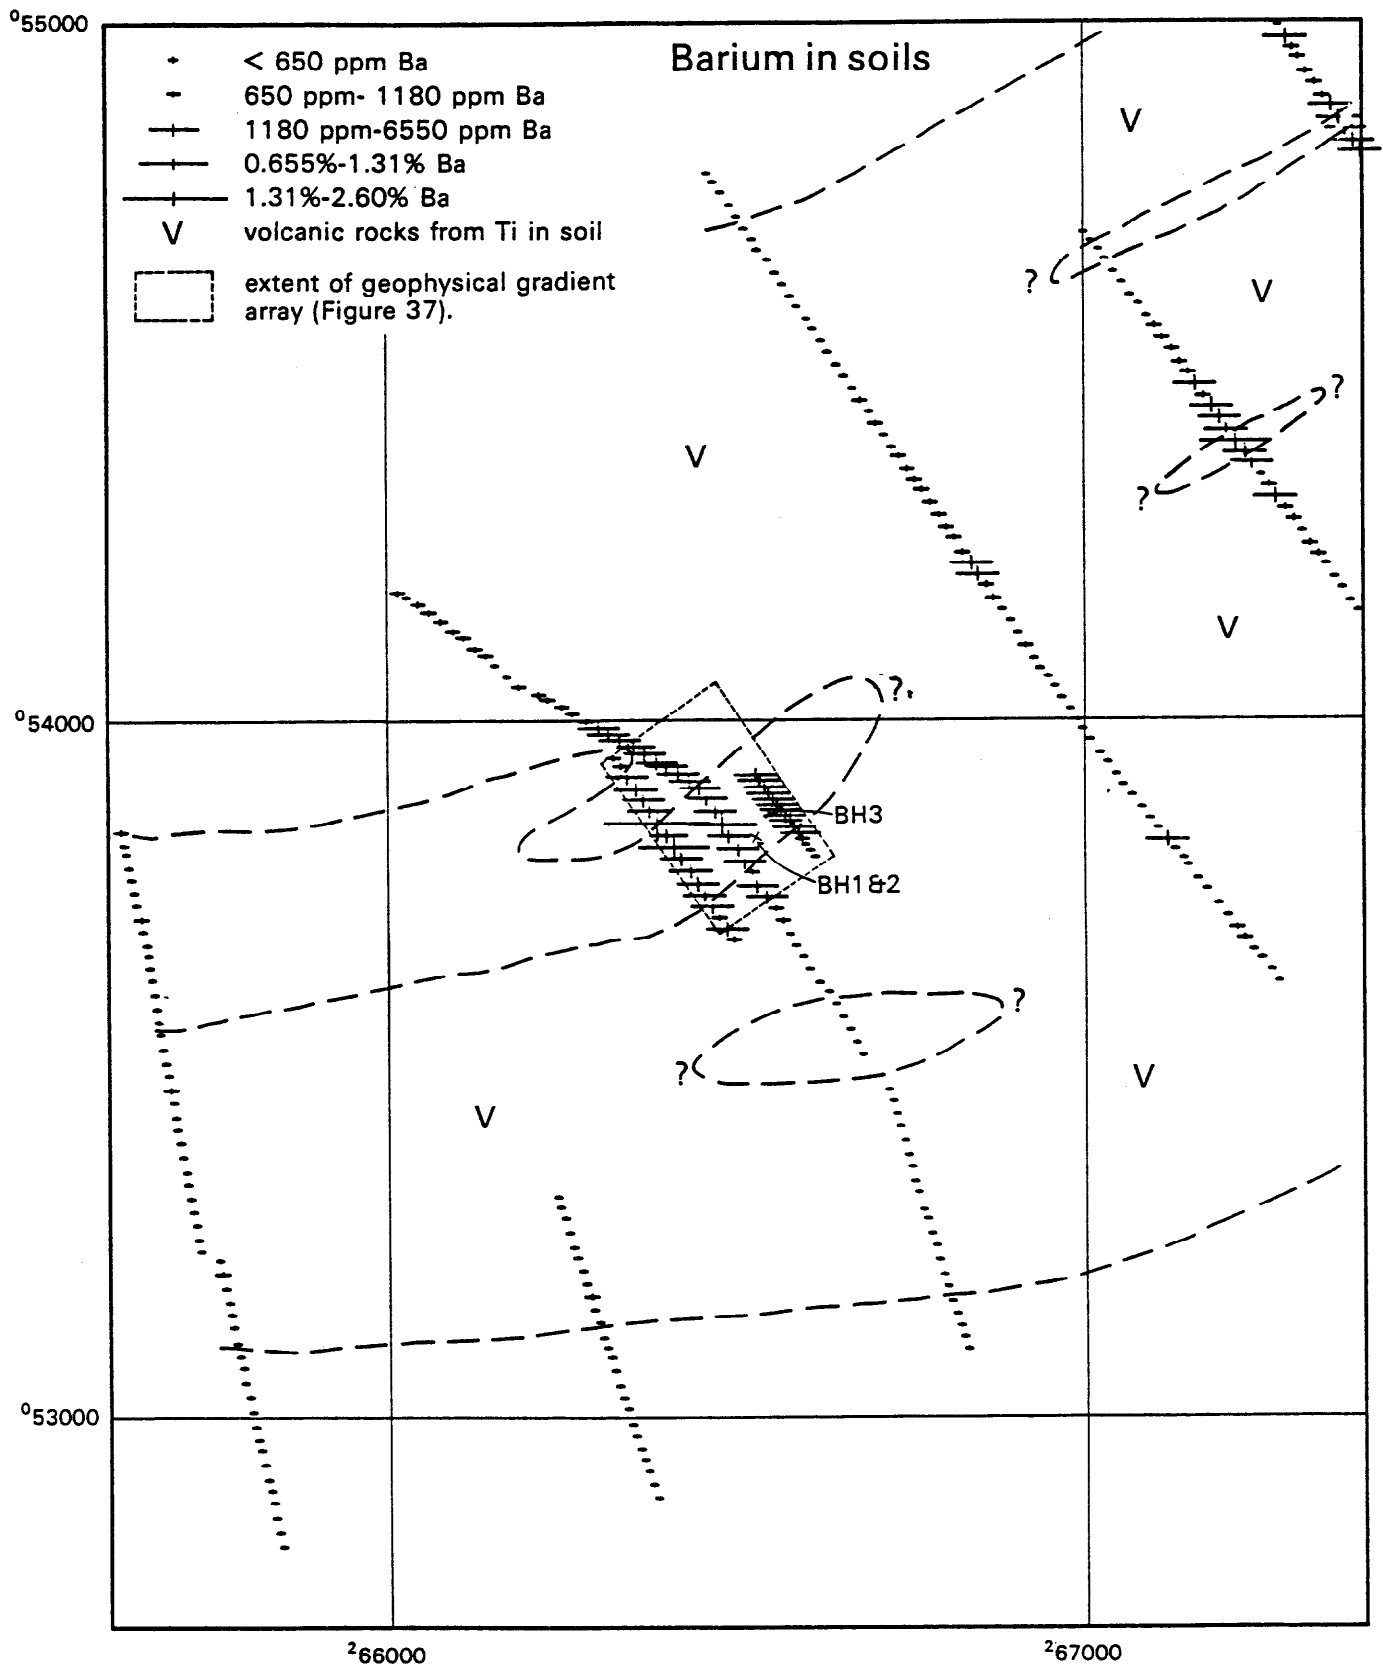 ⁰55000
Barium in soils
< 650 ppm Ba
650 ppm- 1180 ppm Ba
1180 ppm-6550 ppm Ba
0.655%-1.31% Ba
1.31%-2.60% Ba
V volcanic rocks from Ti in soil
extent of geophysical gradient
array (Figure 37).
V
?
V
?
V
?
V
?.
⁰54000
BH3
BH1&2
?
?
V
V
⁰53000
²66000
²67000